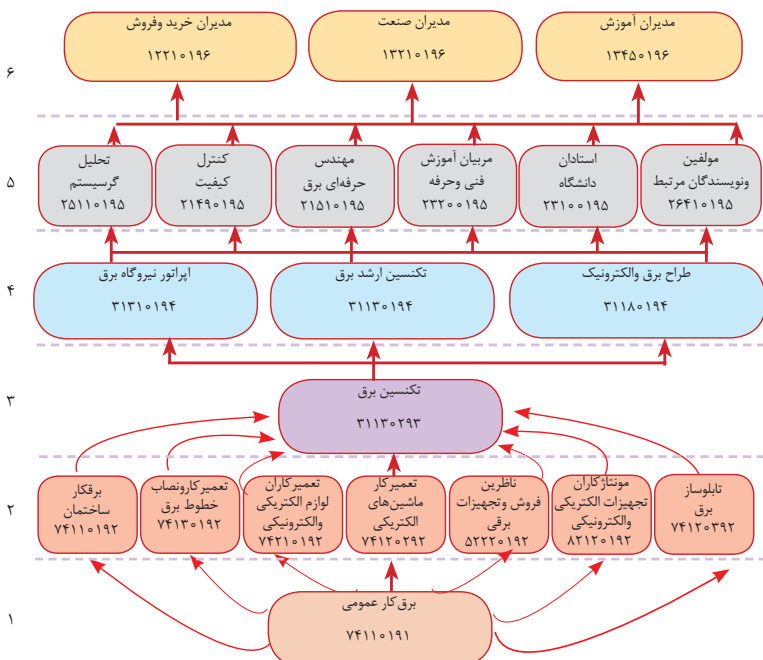 مدیران آموزش
۱۳۴۵۰۱۹۶
مدیران صنعت
۱۳۲۱۰۱۹۶
مدیران خرید وفروش
۱۲۲۱۰۱۹۶
۶
مولفین
ونویسندگان مرتبط
۲۶۴۱۰۱۹۵
استادان
دانشگاه
۲۳۱۰۰۱۹۵
مربیان آموزش
فنی وحرفه
۲۳۲۰۰۱۹۵
مهندس
حرفه‌ای برق
۲۱۵۱۰۱۹۵
کنترل
کیفیت
۲۱۴۹۰۱۹۵
تحلیل
گرسیستم
۲۵۱۱۰۱۹۵
۵
طراح برق والکترونیک
۳۱۱۸۰۱۹۴
تکنسین ارشد برق
۳۱۱۳۰۱۹۴
اپراتور نیروگاه برق
۳۱۳۱۰۱۹۴
۴
تکنسین برق
۳۱۱۳۰۲۹۳
۳
تابلوساز
برق
۷۴۱۲۰۳۹۲
مونتاژکاران
تجهیزات الکتریکی
والکترونیکی
۸۲۱۲۰۱۹۲
ناظرین
فروش وتجهیزات
برقی
۵۲۲۲۰۱۹۲
تعمیرکار
ماشین‌های
الکتریکی
۷۴۱۲۰۲۹۲
تعمیرکاران
لوازم الکتریکی
والکترونیکی
۷۴۲۱۰۱۹۲
تعمیرکارونصاب
خطوط برق
۷۴۱۳۰۱۹۲
برقکار
ساختمان
۷۴۱۱۰۱۹۲
۲
برق‌کار عمومی
۷۴۱۱۰۱۹۱
۱